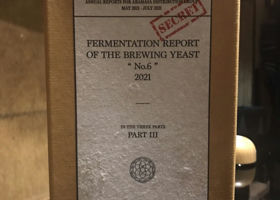 ANNUAL REPORTS FOR ARAMASA DISTRIBUTION
MAY 2021 - JULY 2021
SECRET
FERMENTATION REPORT
OF THE BREWING YEAST
" No.6 "
2021
IN THE THREE PARTS
PART III